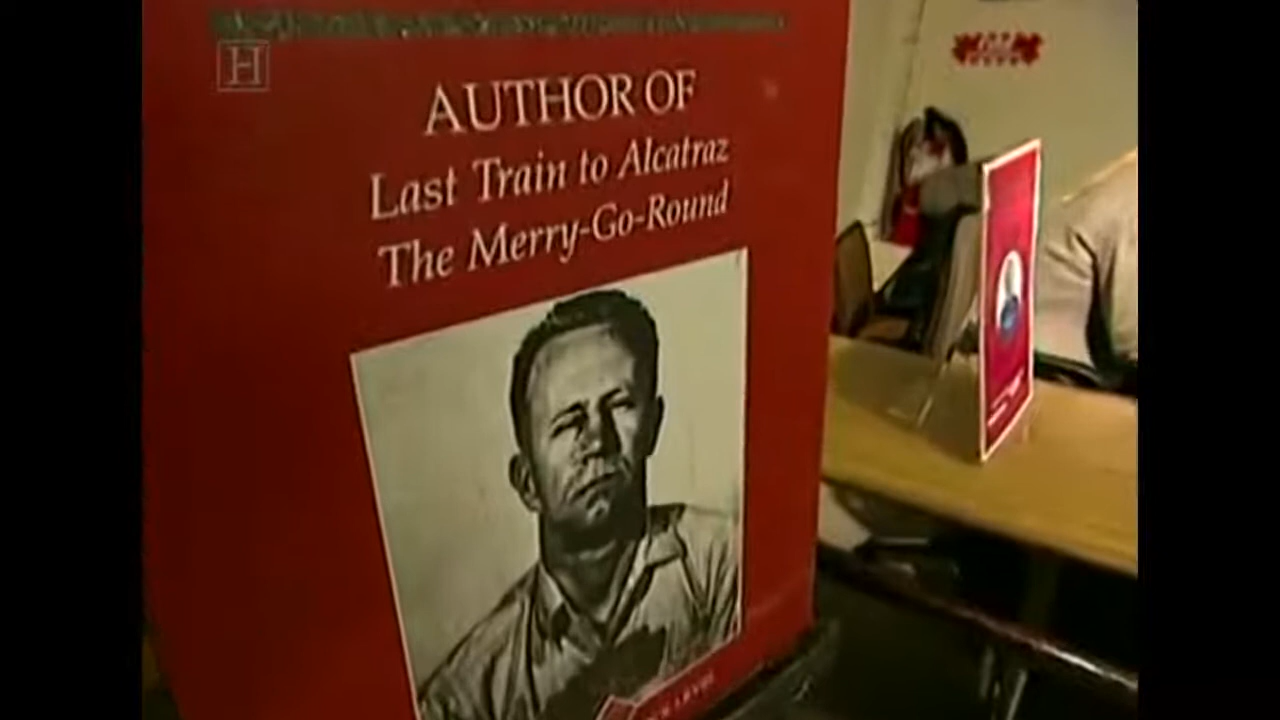 H
AUTHOR OF
Last Train to Alcatraz
The Merry-Go-Round